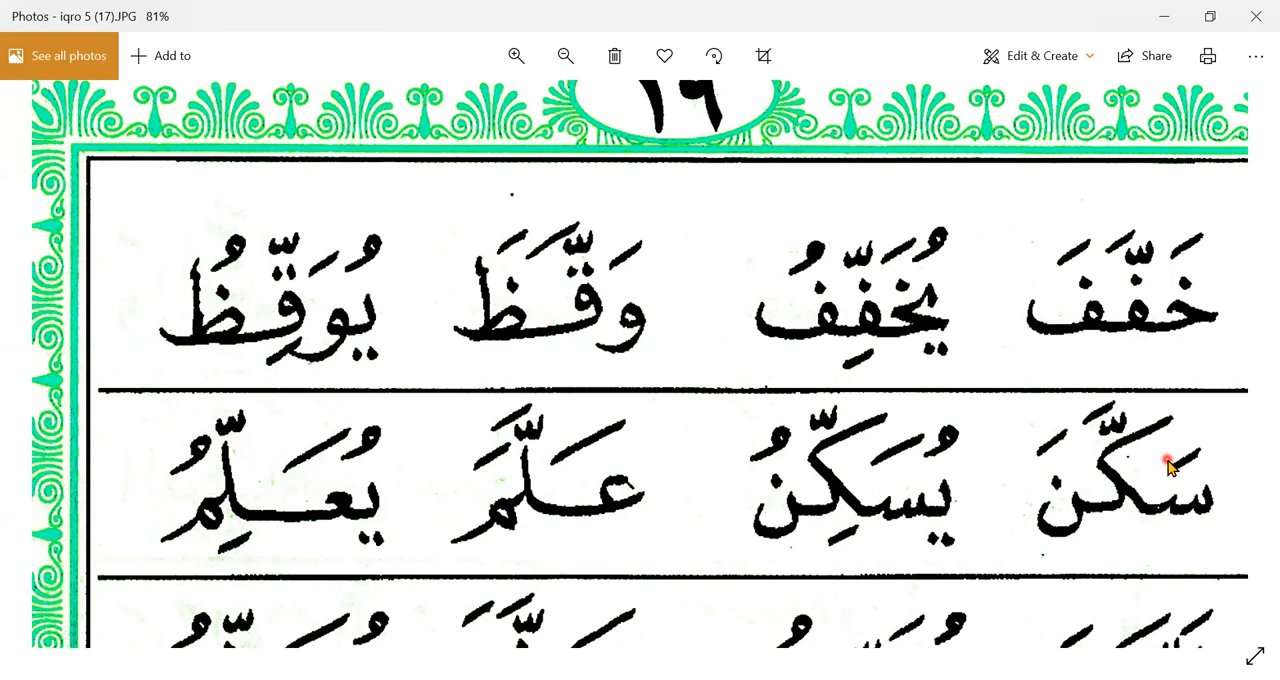 Photos - iqro 5 (17).JPG 81%
See all photos Add to Edit & Create Share
١٦
خَفَّفَ يُخَفِّفُ وَقَّظَ يُوَقِّظُ
سَكَّنَ يُسَكِّنُ عَلَّمَ يُعَلِّمُ